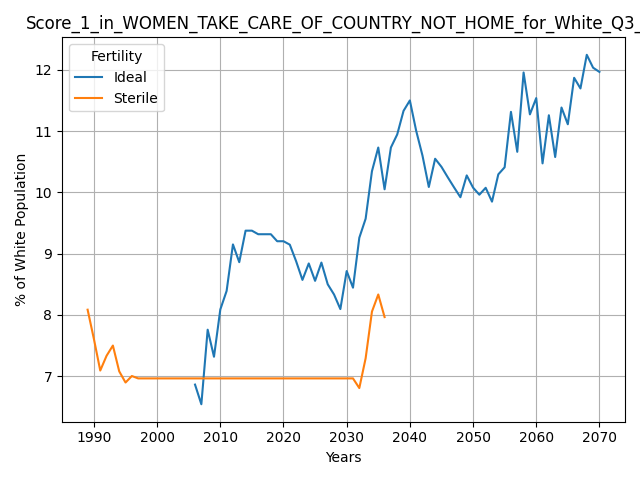 Score_1_in_WOMEN_TAKE_CARE_OF_COUNTRY_NOT_HOME_for_White_Q3_
Fertility
Ideal
Sterile
% of White Population
12
11
10
9
8
7
1990 2000 2010 2020 2030 2040 2050 2060 2070
Years